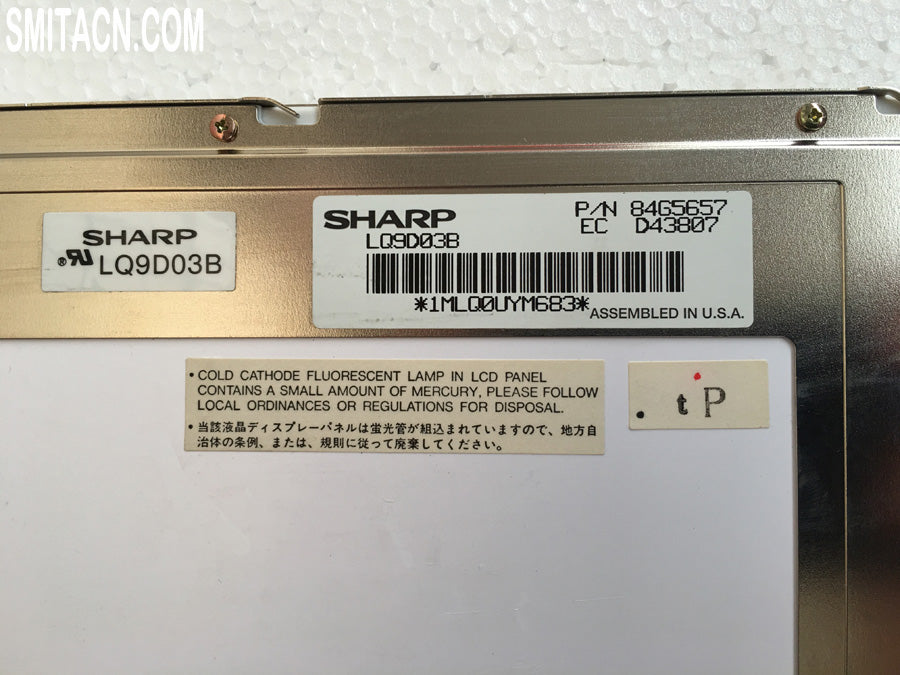 SMITACN.COM
SHARP
LQ9D03B
SHARP
P/N 84G5657
LQ9D03B
EC D43807
*1MLQ0UYM683*
ASSEMBLED IN U.S.A.
• COLD CATHODE FLUORESCENT LAMP IN LCD PANEL
CONTAINS A SMALL AMOUNT OF MERCURY, PLEASE FOLLOW
LOCAL ORDINANCES OR REGULATIONS FOR DISPOSAL.
• 当該液晶ディスプレーパネルは蛍光管が組込まれていますので、地方自
治体の条例、または、規則に従って廃棄してください。
. t P